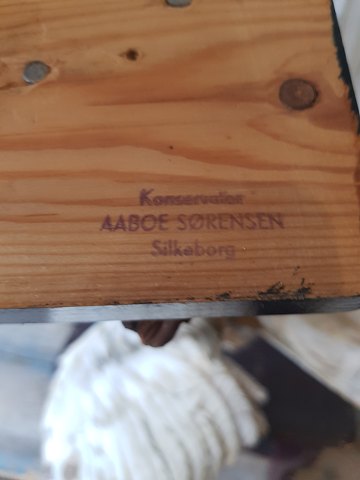 Konservator
AABOE SØRENSEN
Silkeborg